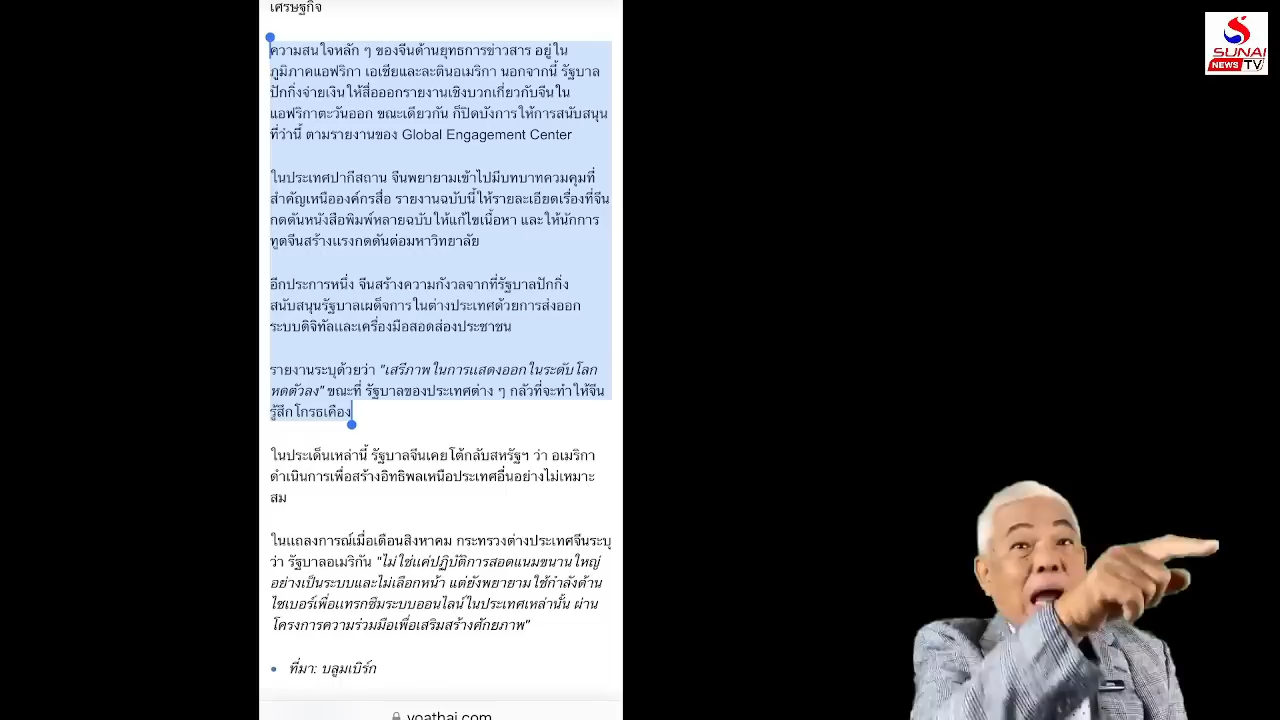 เศรษฐกิจ
ความสนใจหลัก ๆ ของจีนด้านยุทธการข่าวสาร อยู่ใน
ภูมิภาคแอฟริกา เอเชียและละตินอเมริกา นอกจากนี้ รัฐบาล
ปักกิ่งจ่ายเงินให้สื่อออกรายงานเชิงบวกเกี่ยวกับจีนใน
แอฟริกาตะวันออก ขณะเดียวกัน ก็ปิดบังการให้การสนับสนุน
ที่ว่านี้ ตามรายงานของ Global Engagement Center
ในประเทศปากีสถาน จีนพยายามเข้าไปมีบทบาทควมคุมที่
สำคัญเหนือองค์กรสื่อ รายงานฉบับนี้ให้รายละเอียดเรื่องที่จีน
กดดันหนังสือพิมพ์หลายฉบับให้แก้ไขเนื้อหา และให้นักการ
ทูตจีนสร้างแรงกดดันต่อมหาวิทยาลัย
อีกประการหนึ่ง จีนสร้างความกังวลจากที่รัฐบาลปักกิ่ง
สนับสนุนรัฐบาลเผด็จการในต่างประเทศด้วยการส่งออก
ระบบดิจิทัลและเครื่องมือสอดส่องประชาชน
รายงานระบุด้วยว่า "เสรีภาพในการแสดงออกในระดับโลก
หดตัวลง" ขณะที่ รัฐบาลของประเทศต่าง ๆ กลัวที่จะทำให้จีน
รู้สึกโกรธเคือง
ในประเด็นเหล่านี้ รัฐบาลจีนเคยโต้กลับสหรัฐฯ ว่า อเมริกา
ดำเนินการเพื่อสร้างอิทธิพลเหนือประเทศอื่นอย่างไม่เหมาะ
สม
ในแถลงการณ์เมื่อเดือนสิงหาคม กระทรวงต่างประเทศจีนระบุ
ว่า รัฐบาลอเมริกัน "ไม่ใช่แค่ปฏิบัติการสอดแนมขนานใหญ่
อย่างเป็นระบบและไม่เลือกหน้า แต่ยังพยายามใช้กำลังด้าน
ไซเบอร์เพื่อแทรกซึมระบบออนไลน์ในประเทศเหล่านั้น ผ่าน
โครงการความร่วมมือเพื่อเสริมสร้างศักยภาพ"
• ที่มา: บลูมเบิร์ก
voathai.com
SUNAI
NEWS TV